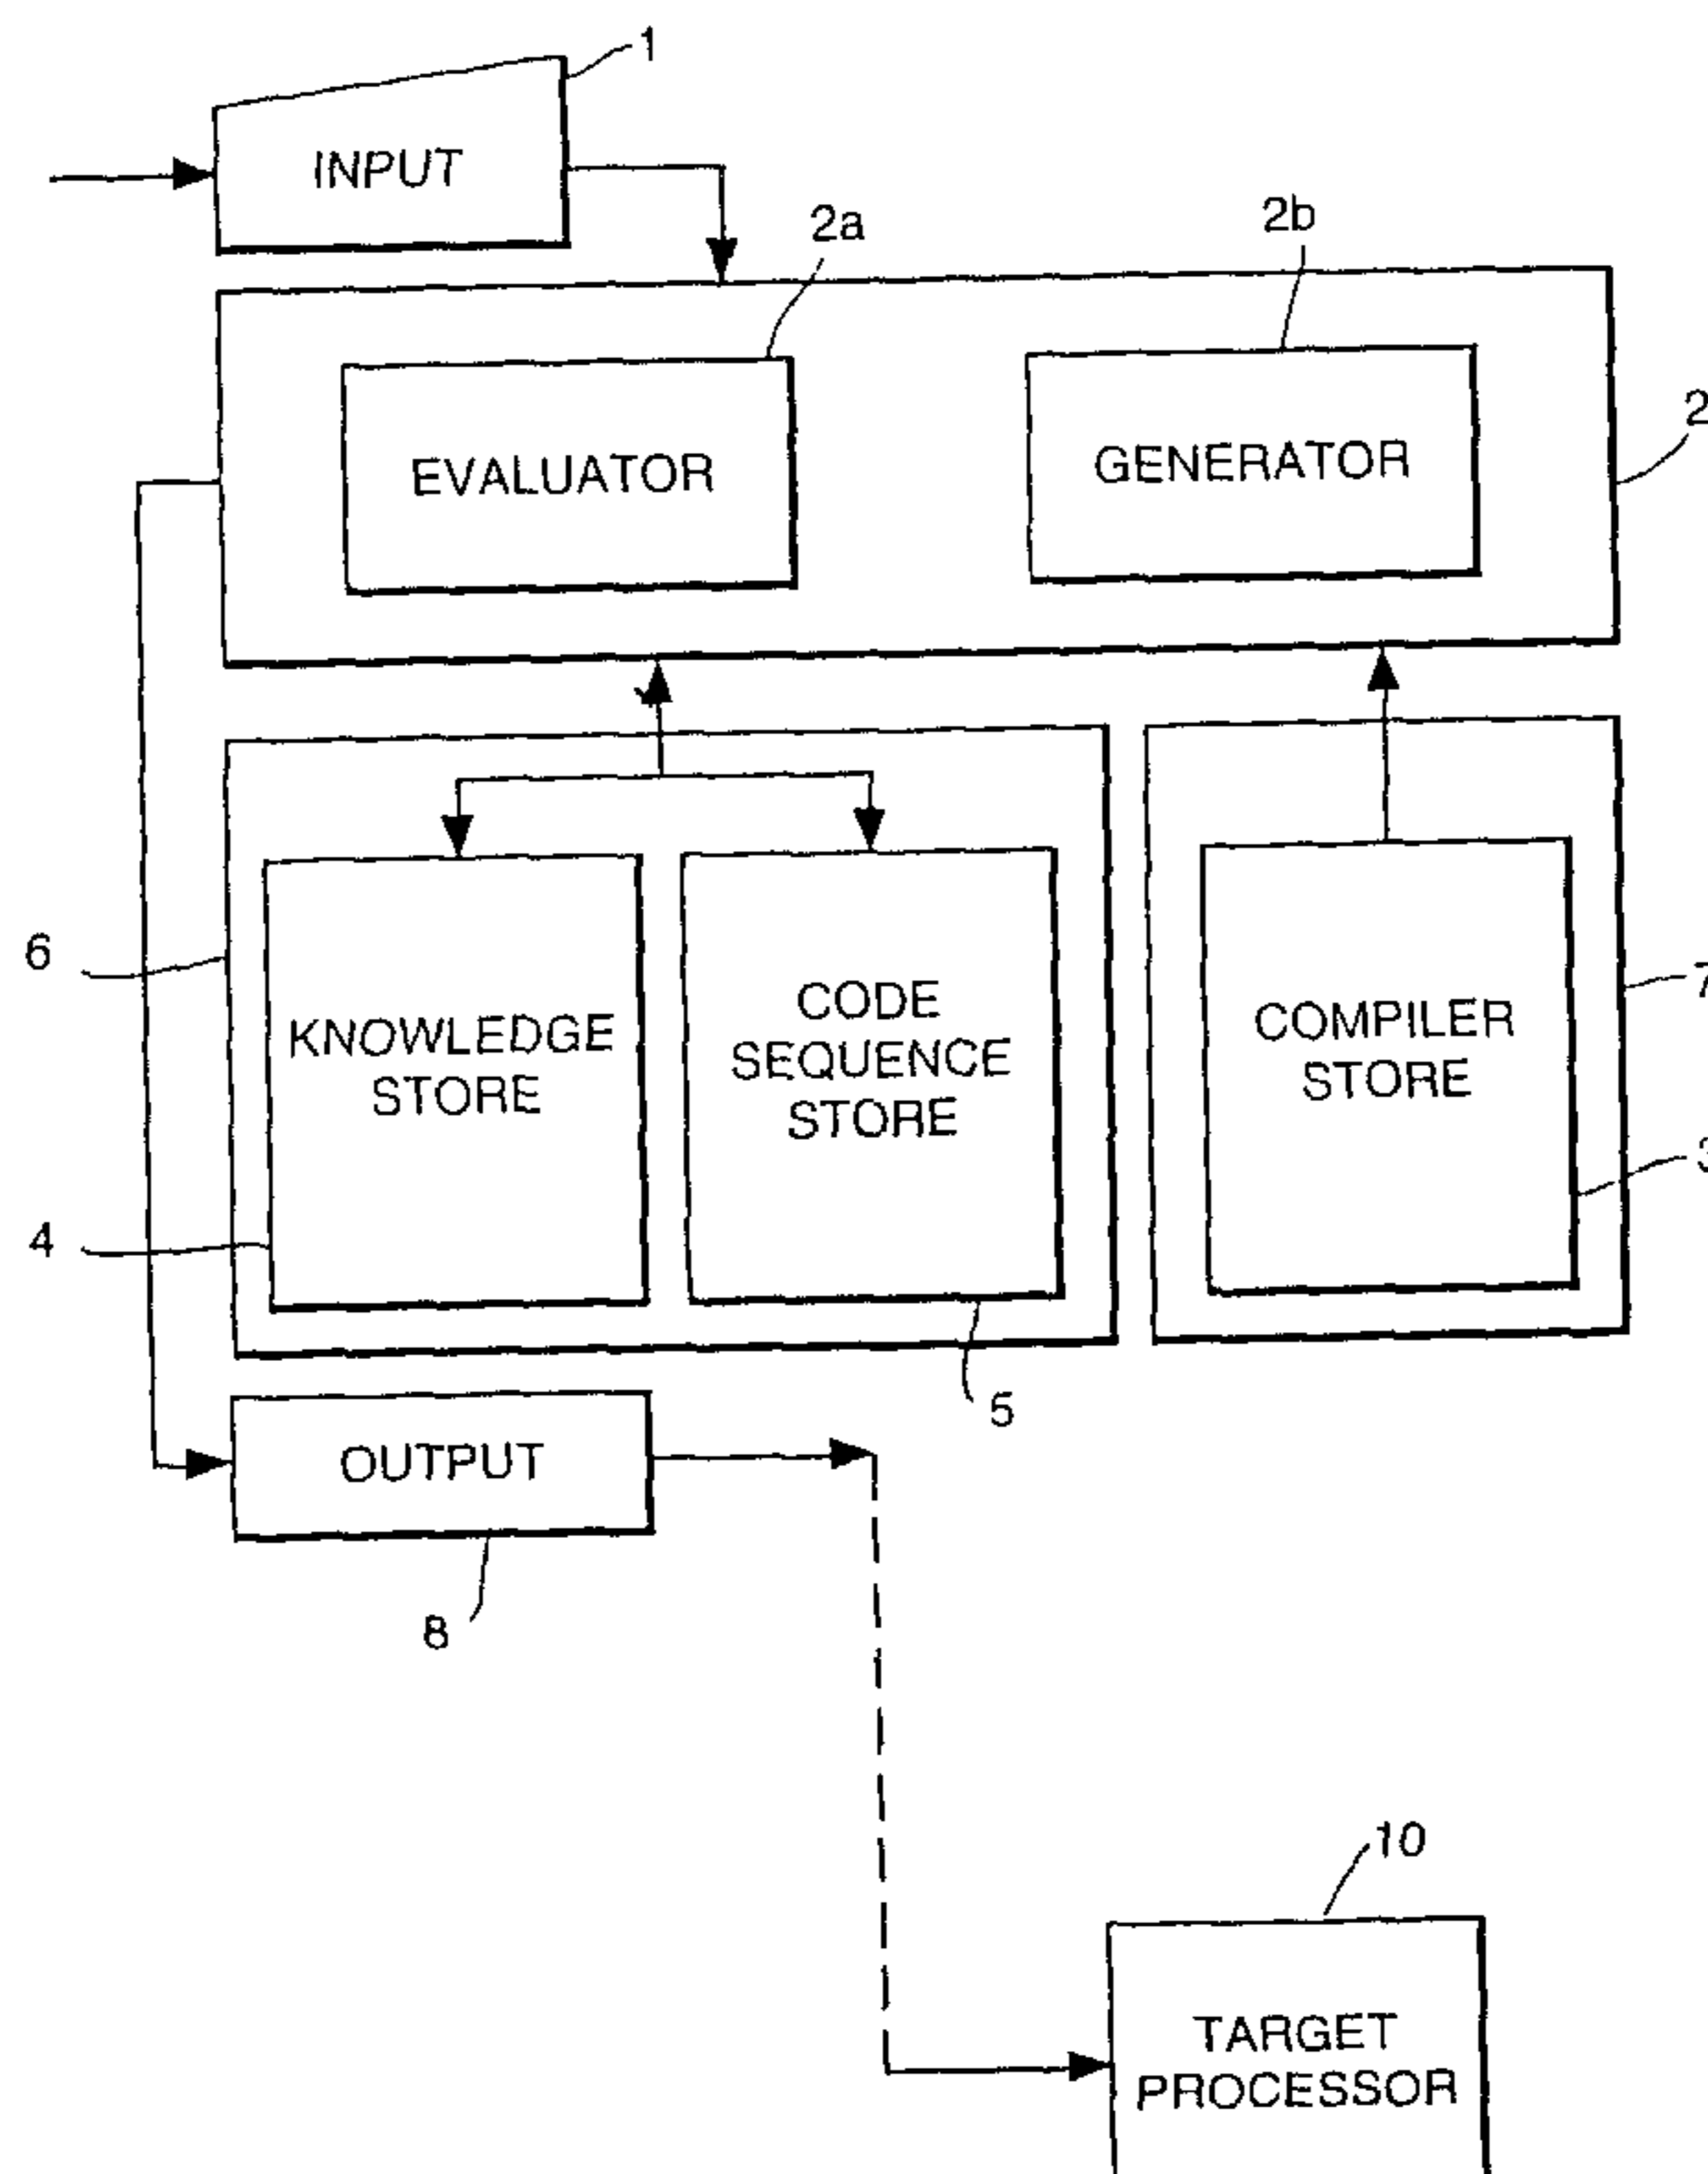 1
INPUT
2a
2b
2
EVALUATOR
GENERATOR
6
7
KNOWLEDGE
STORE
CODE
SEQUENCE
STORE
COMPILER
STORE
3
4
5
OUTPUT
8
10
TARGET
PROCESSOR